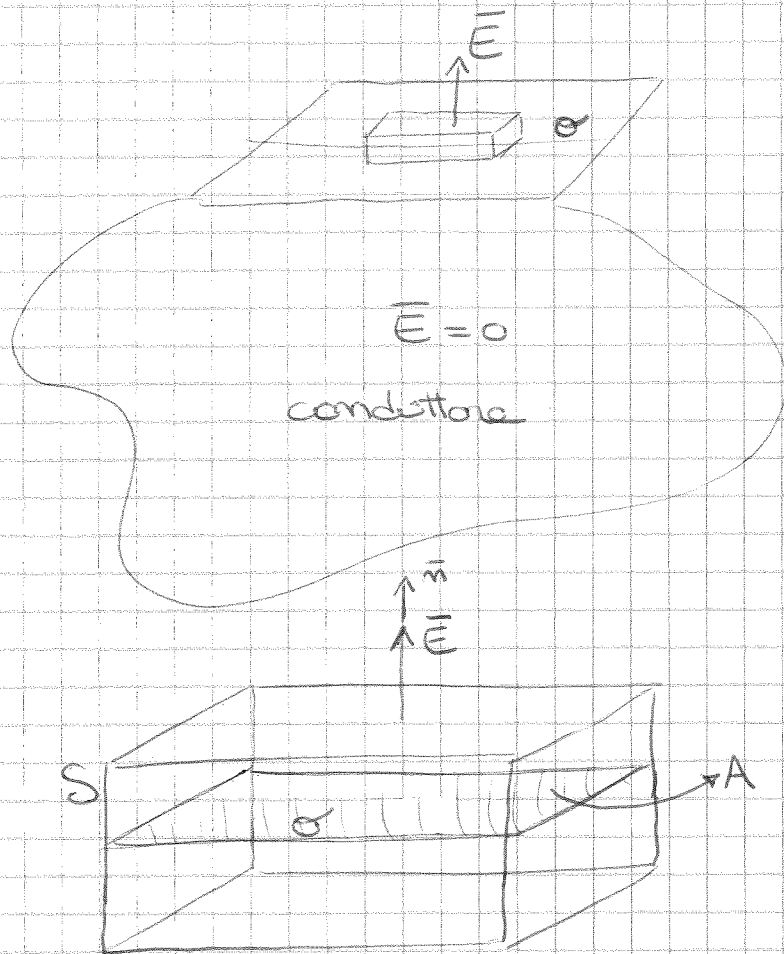 E̅
σ
E̅ = 0
conduttore
n̅
E̅
S
A
σ